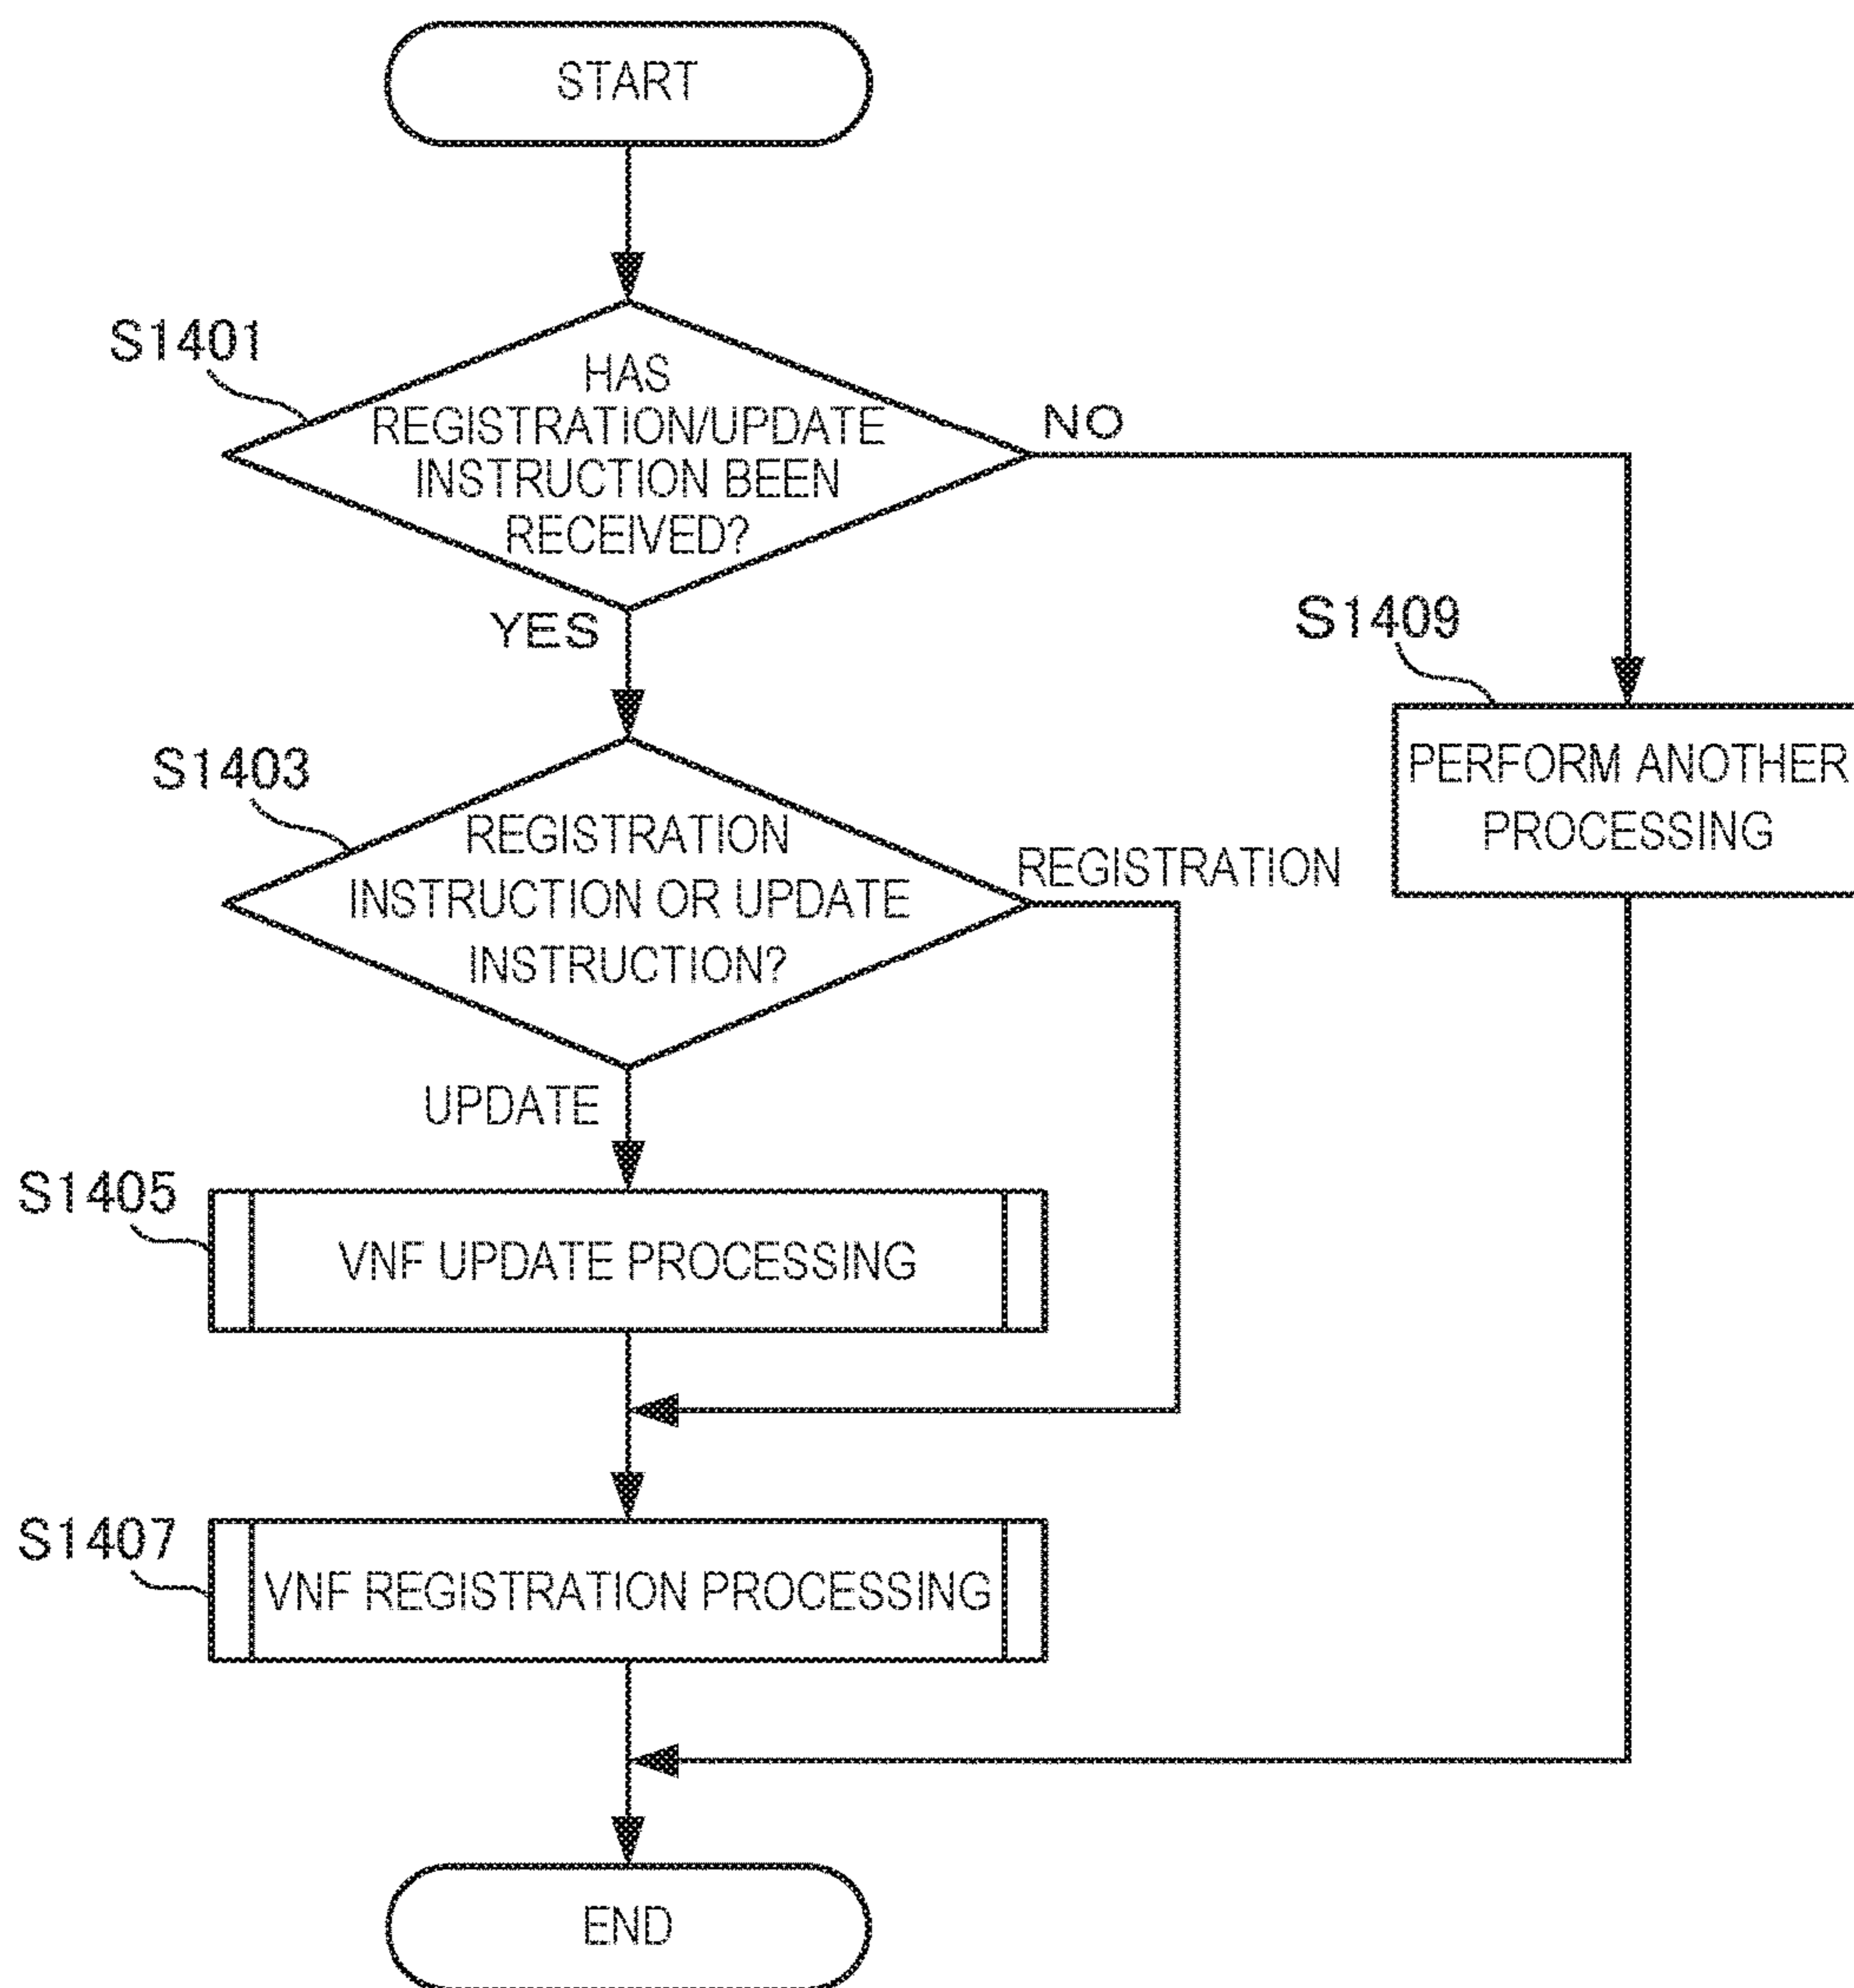 START
S1401
HAS
REGISTRATION/UPDATE
INSTRUCTION BEEN
RECEIVED?
NO
YES
S1409
PERFORM ANOTHER
PROCESSING
S1403
REGISTRATION
INSTRUCTION OR UPDATE
INSTRUCTION?
REGISTRATION
UPDATE
S1405
VNF UPDATE PROCESSING
S1407
VNF REGISTRATION PROCESSING
END